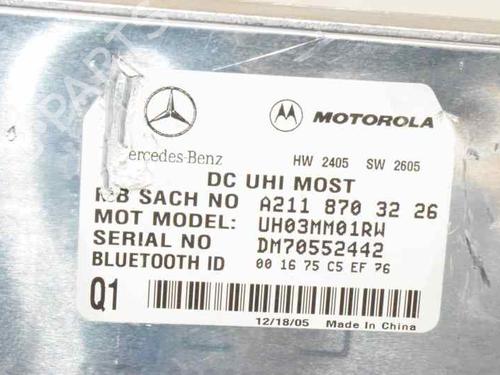 MOTOROLA
ercedes-Benz
HW 2405 SW 2605
DC UHI MOST
SACH NO A211 870 32 26
MOT MODEL: UH03MM01RW
SERIAL NO DM70552442
BLUETOOTH ID 00 16 75 C5 EF 76
Q1
12/18/05 Made In China